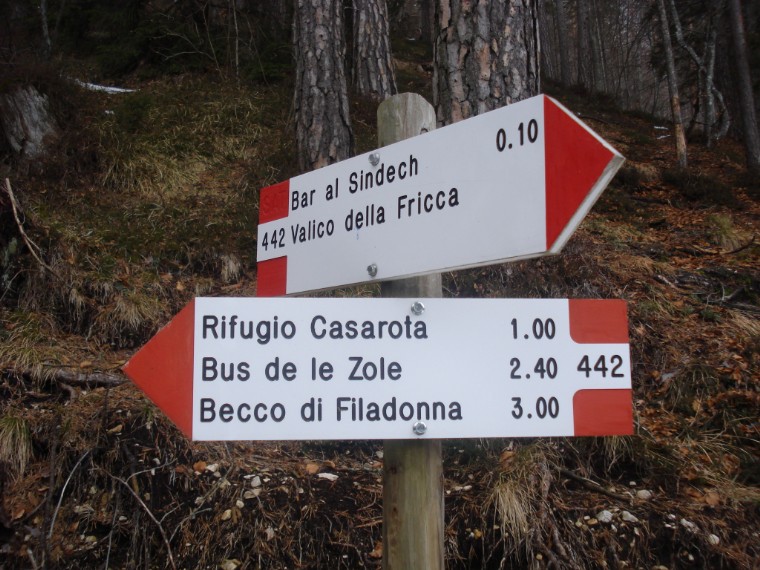 Bar al Sindech 0.10
442 Valico della Fricca
Rifugio Casarota 1.00
Bus de le Zole 2.40 442
Becco di Filadonna 3.00